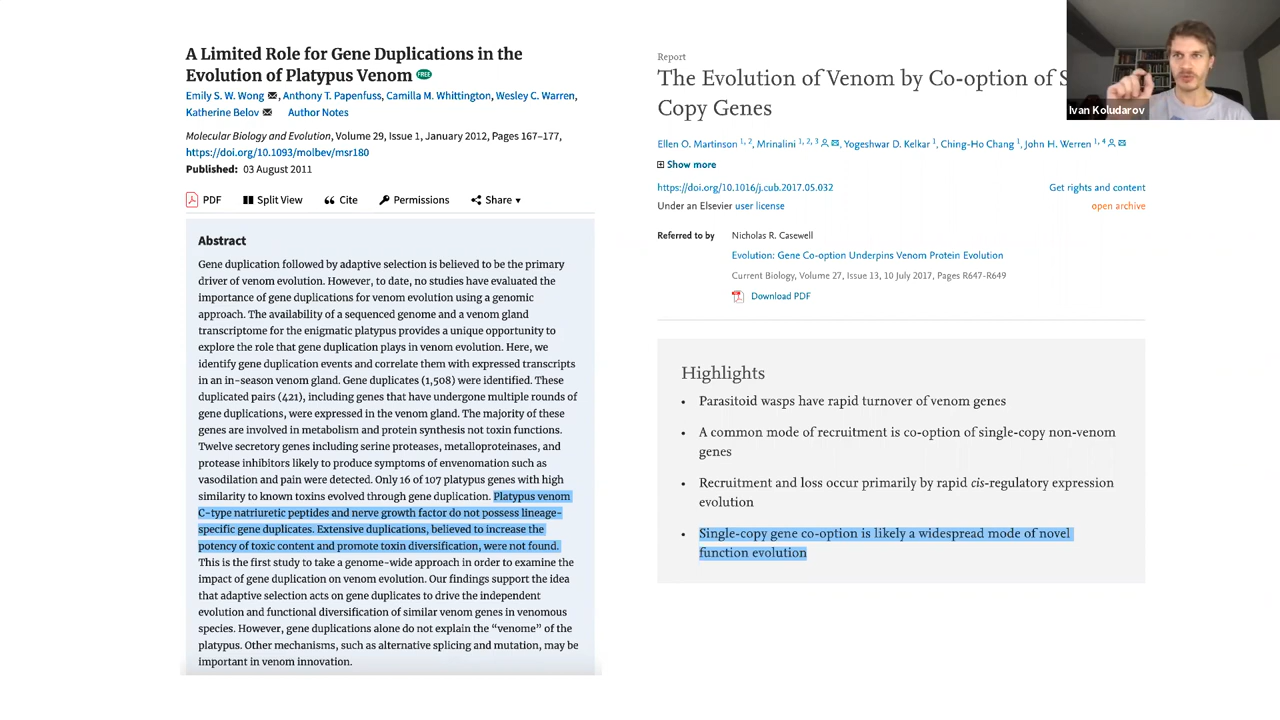 A Limited Role for Gene Duplications in the
Evolution of Platypus Venom FREE
Emily S. W. Wong, Anthony T. Papenfuss, Camilla M. Whittington, Wesley C. Warren,
Katherine Belov Author Notes
Molecular Biology and Evolution, Volume 29, Issue 1, January 2012, Pages 167–177,
https://doi.org/10.1093/molbev/msr180
Published: 03 August 2011
PDF Split View Cite Permissions Share
Abstract
Gene duplication followed by adaptive selection is believed to be the primary
driver of venom evolution. However, to date, no studies have evaluated the
importance of gene duplications for venom evolution using a genomic
approach. The availability of a sequenced genome and a venom gland
transcriptome for the enigmatic platypus provides a unique opportunity to
explore the role that gene duplication plays in venom evolution. Here, we
identify gene duplication events and correlate them with expressed transcripts
in an in-season venom gland. Gene duplicates (1,508) were identified. These
duplicated pairs (421), including genes that have undergone multiple rounds of
gene duplications, were expressed in the venom gland. The majority of these
genes are involved in metabolism and protein synthesis not toxin functions.
Twelve secretory genes including serine proteases, metalloproteinases, and
protease inhibitors likely to produce symptoms of envenomation such as
vasodilation and pain were detected. Only 16 of 107 platypus genes with high
similarity to known toxins evolved through gene duplication. Platypus venom
C-type natriuretic peptides and nerve growth factor do not possess lineage-
specific gene duplicates. Extensive duplications, believed to increase the
potency of toxic content and promote toxin diversification, were not found.
This is the first study to take a genome-wide approach in order to examine the
impact of gene duplication on venom evolution. Our findings support the idea
that adaptive selection acts on gene duplicates to drive the independent
evolution and functional diversification of similar venom genes in venomous
species. However, gene duplications alone do not explain the “venome” of the
platypus. Other mechanisms, such as alternative splicing and mutation, may be
important in venom innovation.
Report
The Evolution of Venom by Co-option of S
Copy Genes
Ellen O. Martinson 1, 2, Mrinalini 1, 2, 3, Yogeshwar D. Kelkar 1, Ching-Ho Chang 1, John H. Werren 1, 4
Show more
https://doi.org/10.1016/j.cub.2017.05.032 Get rights and content
Under an Elsevier user license open archive
Referred to by Nicholas R. Casewell
Evolution: Gene Co-option Underpins Venom Protein Evolution
Current Biology, Volume 27, Issue 13, 10 July 2017, Pages R647-R649
Download PDF
Highlights
• Parasitoid wasps have rapid turnover of venom genes
• A common mode of recruitment is co-option of single-copy non-venom
genes
• Recruitment and loss occur primarily by rapid cis-regulatory expression
evolution
• Single-copy gene co-option is likely a widespread mode of novel
function evolution
Ivan Koludarov